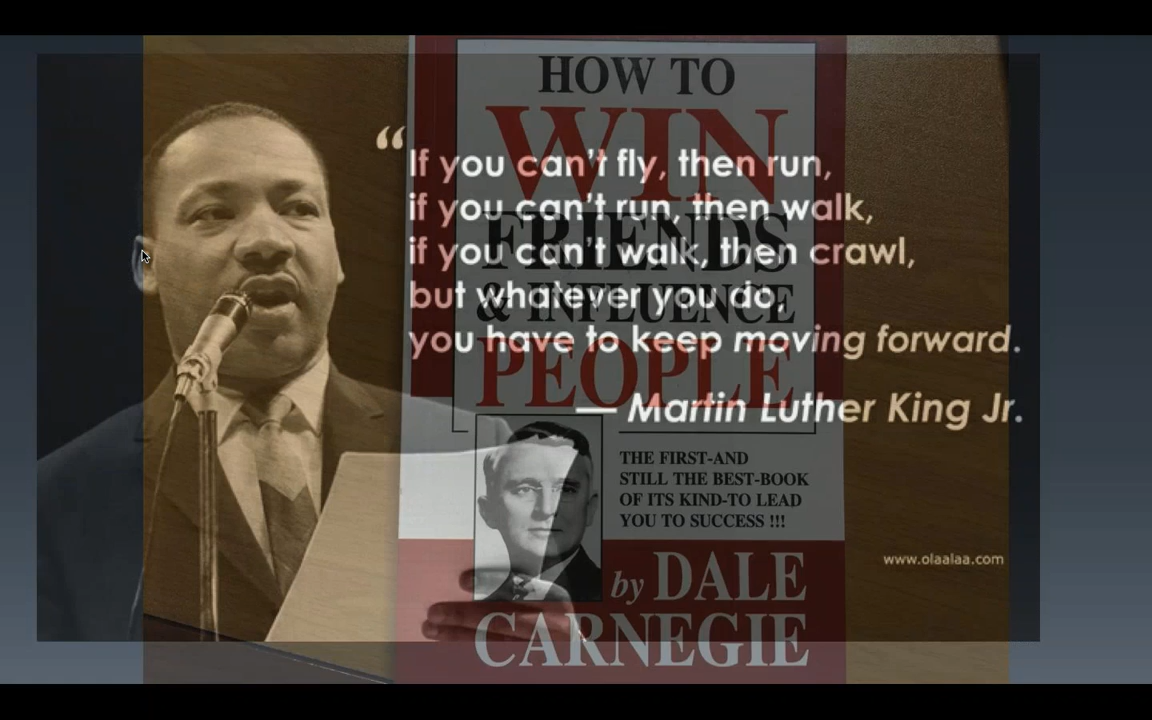 “If you can't fly, then run,
if you can't run, then walk,
if you can't walk, then crawl,
but whatever you do,
you have to keep moving forward.
— Martin Luther King Jr.
www.olaalaa.com
HOW TO
WIN
FRIENDS
& INFLUENCE
PEOPLE
THE FIRST-AND
STILL THE BEST-BOOK
OF ITS KIND-TO LEAD
YOU TO SUCCESS !!!
by DALE
CARNEGIE